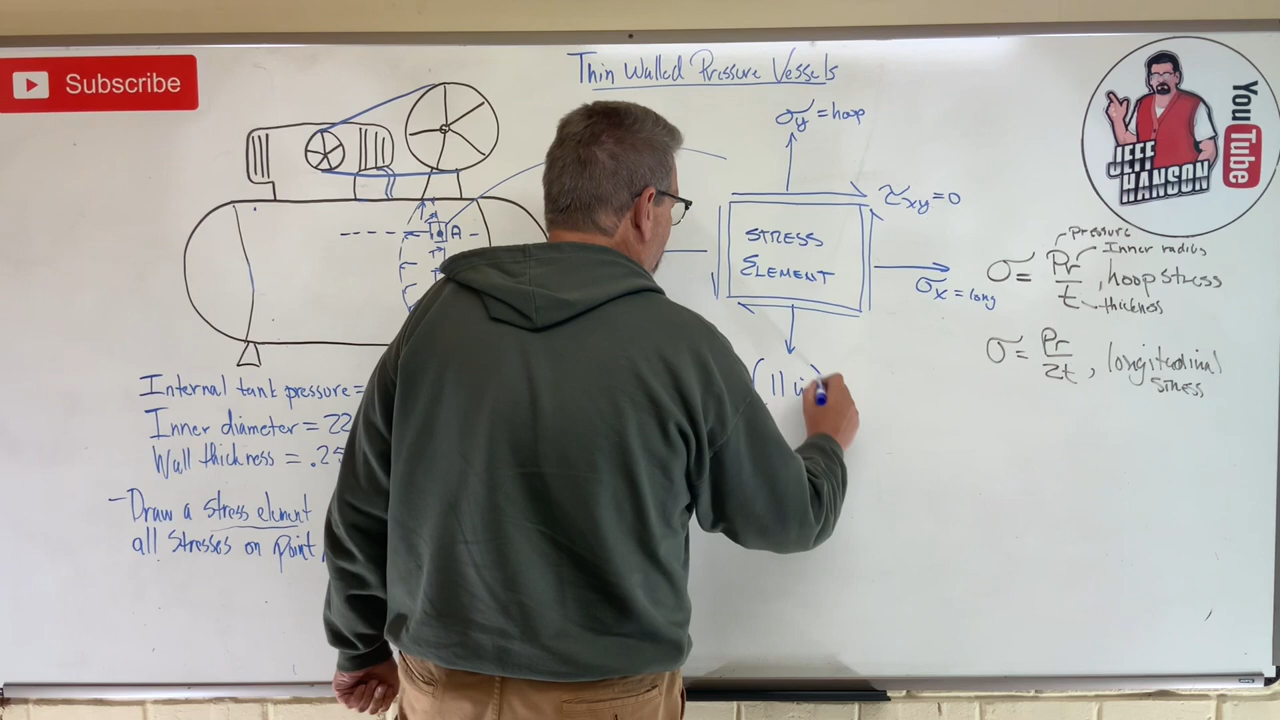 Subscribe
Thin Walled Pressure Vessels
YouTube
JEFF
HANSON
σy = hoop
τxy = 0
A
STRESS
ELEMENT
σx = long
Pressure
Inner radius
σ = Pr/t, hoop stress
thickness
σ = Pr/2t, longitudinal
stress
(11 in)
Internal tank pressure =
Inner diameter = 22
Wall thickness = .25
- Draw a stress element
all stresses on point